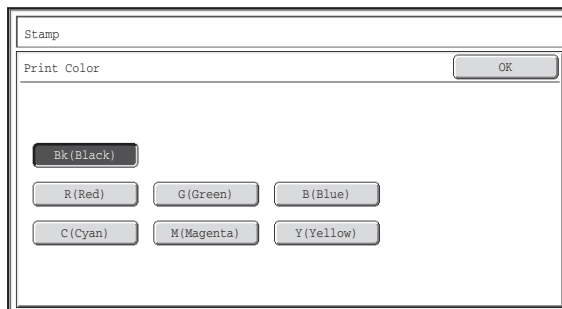 Stamp
Print Color OK
Bk(Black)
R(Red) G(Green) B(Blue)
C(Cyan) M(Magenta) Y(Yellow)